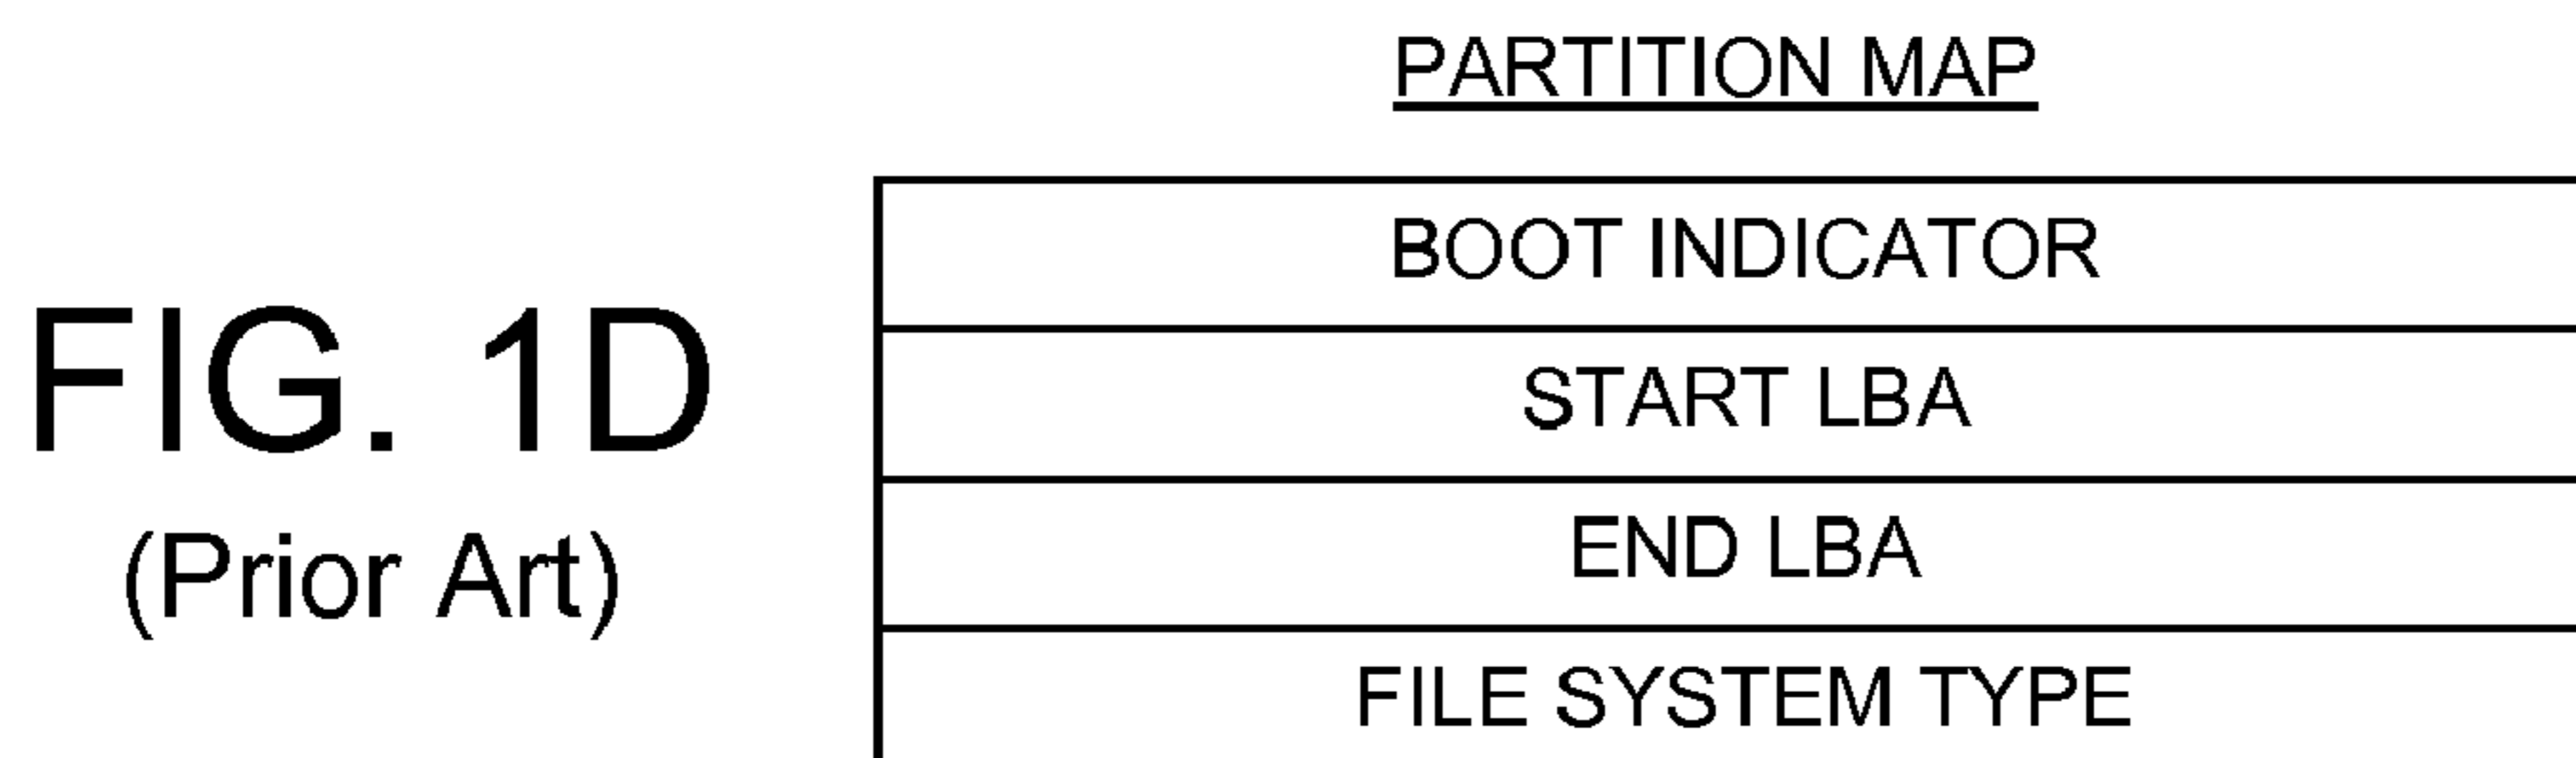 PARTITION MAP
BOOT INDICATOR
START LBA
END LBA
FILE SYSTEM TYPE
FIG. 1D
(Prior Art)